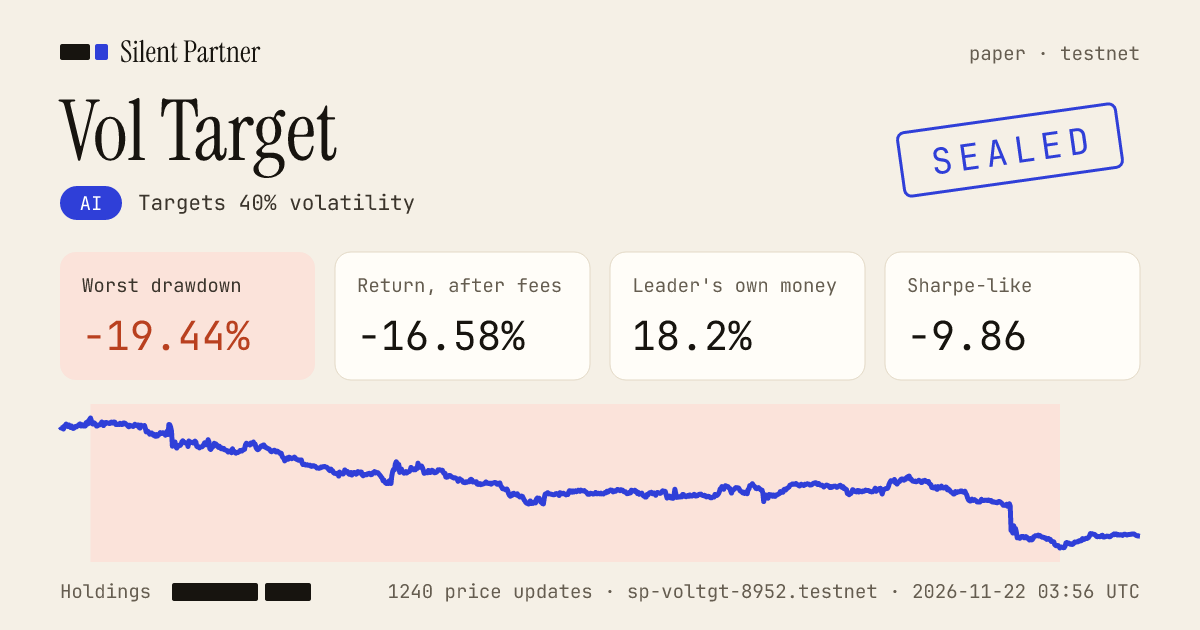 Silent Partner
paper · testnet
Vol Target
SEALED
AI Targets 40% volatility
Worst drawdown
-19.44%
Return, after fees
-16.58%
Leader's own money
18.2%
Sharpe-like
-9.86
Holdings
1240 price updates · sp-voltgt-8952.testnet · 2026-11-22 03:56 UTC